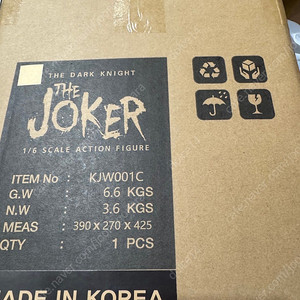 THE DARK KNIGHT
THE
JOKER
1/6 SCALE ACTION FIGURE
ITEM No : KJW001C
G.W : 6.6 KGS
N.W : 3.6 KGS
MEAS : 390 x 270 x 425
QTY : 1 PCS
MADE IN KOREA